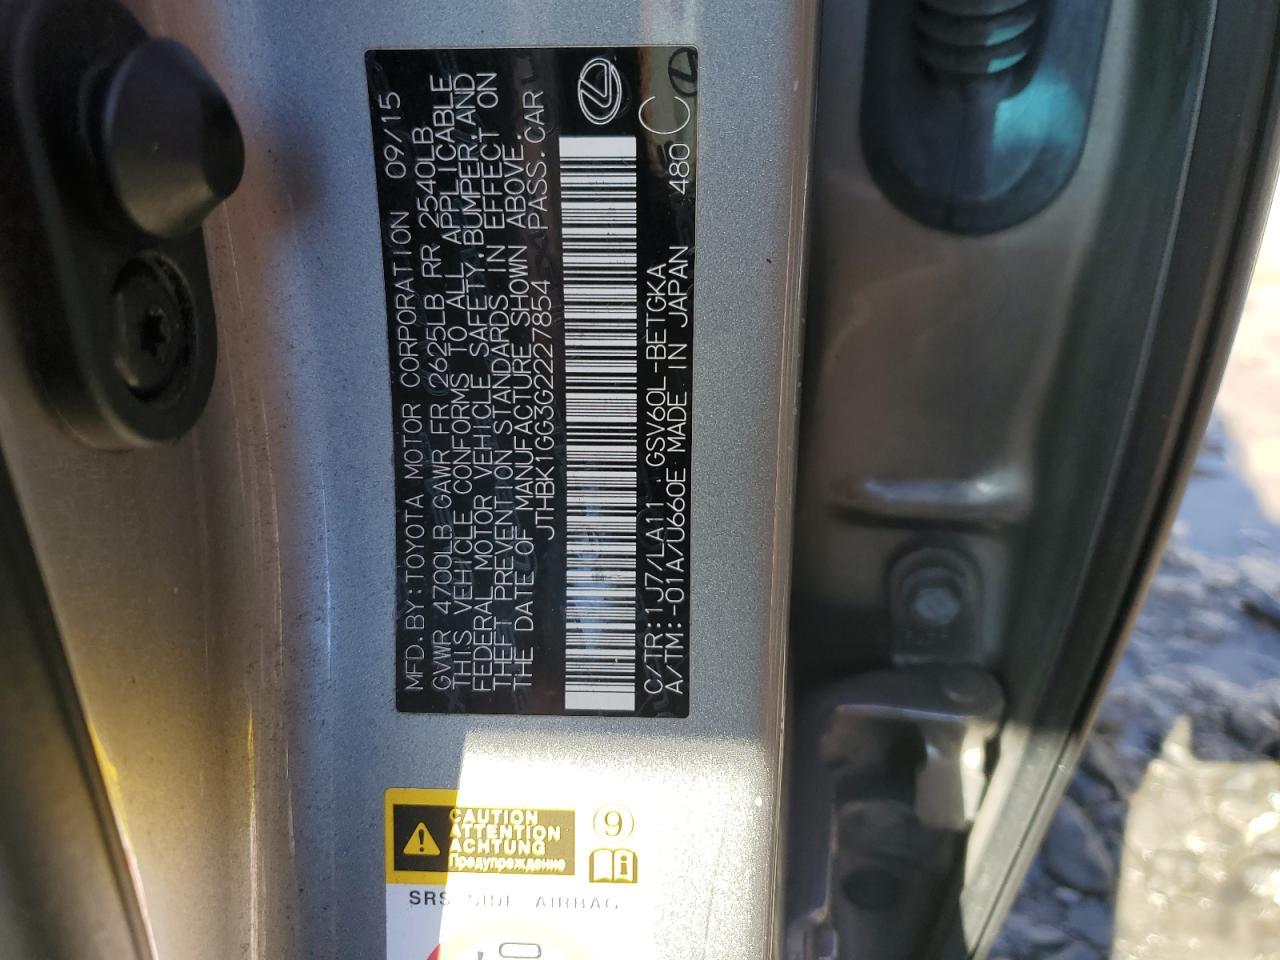 MFD.BY:TOYOTA MOTOR CORPORATION 09/15
GVWR 4700LB GAWR FR 2625LB RR 2540LB
THIS VEHICLE CONFORMS TO ALL APPLICABLE
FEDERAL MOTOR VEHICLE SAFETY,BUMPER,AND
THEFT PREVENTION STANDARDS IN EFFECT ON
THE DATE OF MANUFACTURE SHOWN ABOVE.
JTHBK1GG3G2227854 PASS.CAR
C/TR:1J7/LA11 GSV60L-BETGKA
A/TM:-01A/U660E MADE IN JAPAN 480 C
CAUTION
ATTENTION
ACHTUNG
Предупреждение
9
i
SRS SIDE AIRBAG